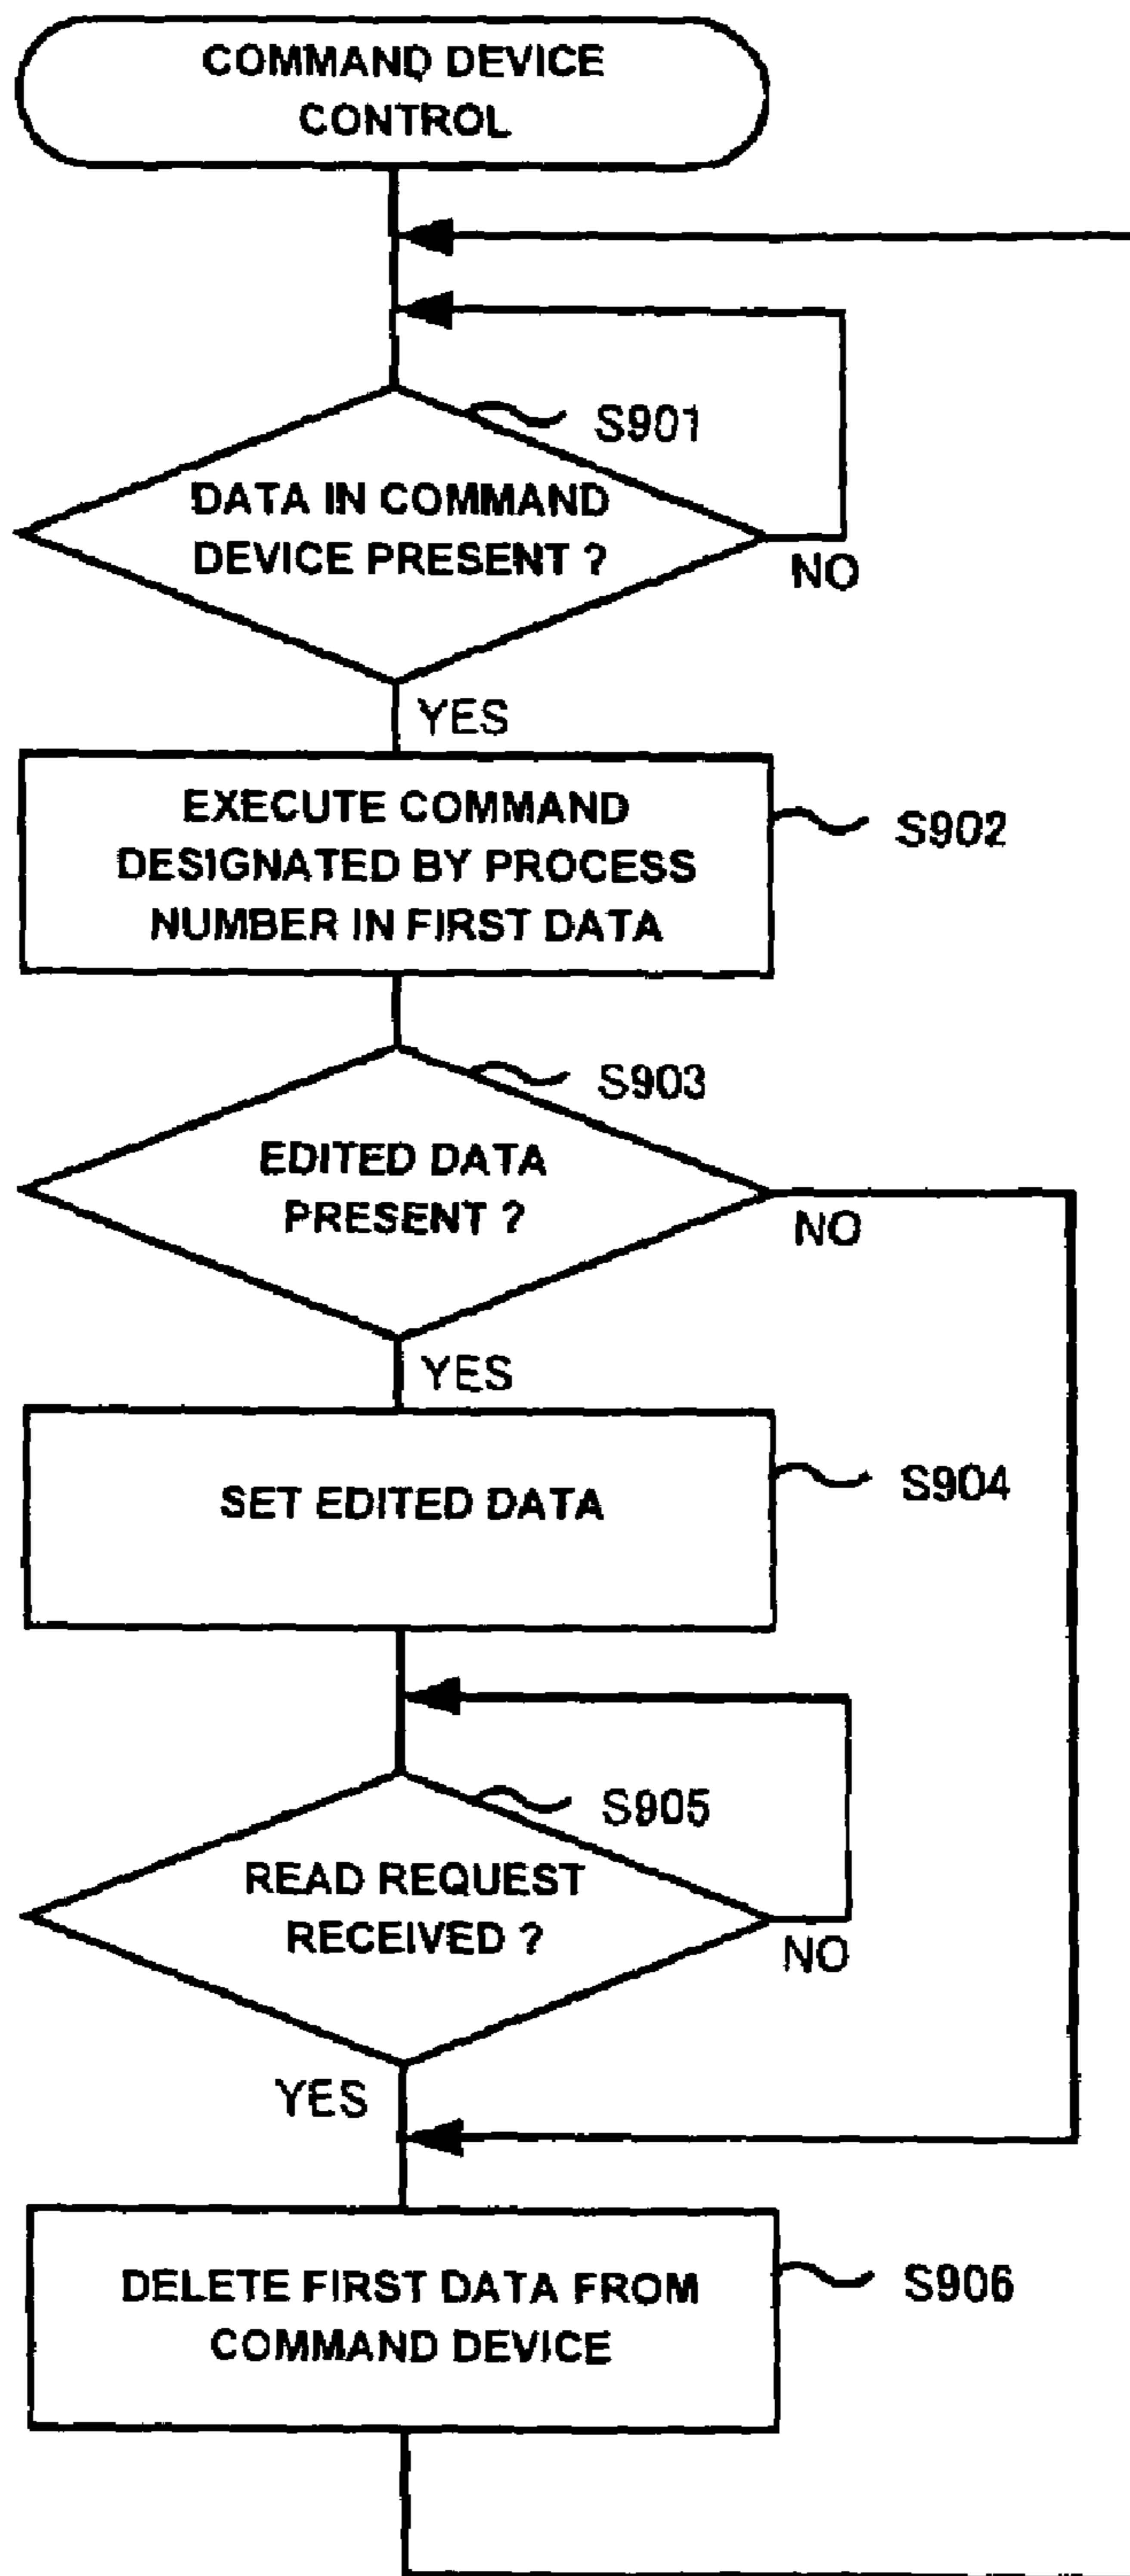 COMMAND DEVICE
CONTROL
S901
DATA IN COMMAND
DEVICE PRESENT ?
NO
YES
EXECUTE COMMAND
DESIGNATED BY PROCESS
NUMBER IN FIRST DATA
S902
S903
EDITED DATA
PRESENT ?
NO
YES
SET EDITED DATA
S904
S905
READ REQUEST
RECEIVED ?
NO
YES
DELETE FIRST DATA FROM
COMMAND DEVICE
S906